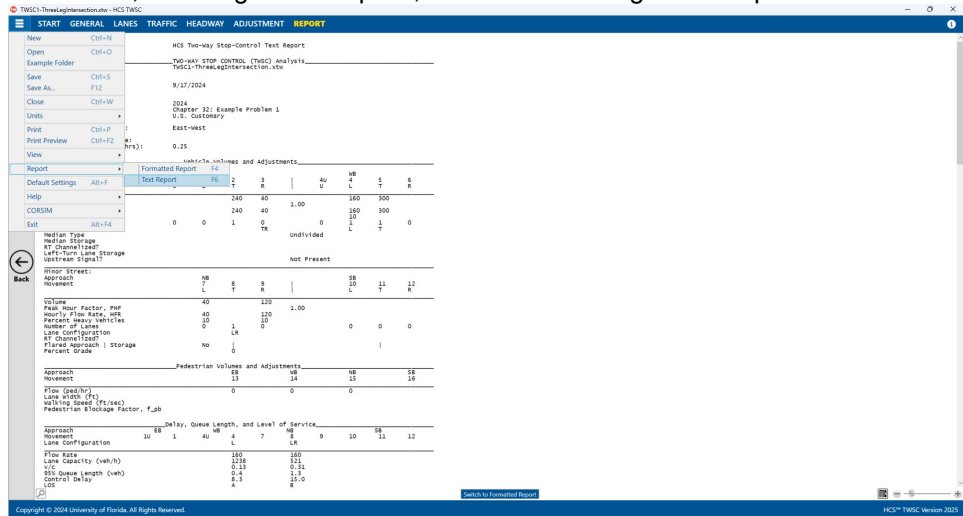 TWSC1-ThreeLegIntersection.xtw - HCS TWSC
START GENERAL LANES TRAFFIC HEADWAY ADJUSTMENT REPORT
New Ctrl+N
Open Ctrl+O
Example Folder
Save Ctrl+S
Save As... F12
Close Ctrl+W
Units
Print Ctrl+P
Print Preview Ctrl+F2
View
Report
Default Settings Alt+F
Help
CORSIM
Exit Alt+F4
Formatted Report F4
Text Report F6
Back
HCS Two-Way Stop-Control Text Report
TWO-WAY STOP CONTROL (TWSC) Analysis
TWSC1-ThreeLegIntersection.xtw
9/17/2024
2024
Chapter 32: Example Problem 1
U.S. Customary
: East-West
e:
hrs): 0.25
Vehicle Volumes and Adjustments
WB
2 3 | 4U 4 5 6
T R | U L T R
240 40 160 300
1.00
240 40 160 300
10
0 0 1 0 0 1 1 0
TR L T
Median Type Undivided
Median Storage
RT Channelized?
Left-Turn Lane Storage
Upstream Signal? Not Present
Minor Street:
Approach NB SB
Movement 7 8 9 | 10 11 12
L T R | L T R
Volume 40 120
Peak Hour Factor, PHF 1.00
Hourly Flow Rate, HFR 40 120
Percent Heavy Vehicles 10 10
Number of Lanes 0 1 0 0 0 0
Lane Configuration LR
RT Channelized?
Flared Approach | Storage No | |
Percent Grade 0
Pedestrian Volumes and Adjustments
Approach EB WB NB SB
Movement 13 14 15 16
Flow (ped/hr) 0 0 0
Lane Width (ft)
Walking Speed (ft/sec)
Pedestrian Blockage Factor, f_pb
Delay, Queue Length, and Level of Service
Approach EB WB NB SB
Movement 1U 1 4U 4 7 8 9 10 11 12
Lane Configuration L LR
Flow Rate 160 160
Lane Capacity (veh/h) 1238 521
v/c 0.13 0.31
95% Queue Length (veh) 0.4 1.3
Control Delay 8.3 15.0
LOS A B
Switch to Formatted Report
Copyright © 2024 University of Florida. All Rights Reserved. HCS™ TWSC Version 2025